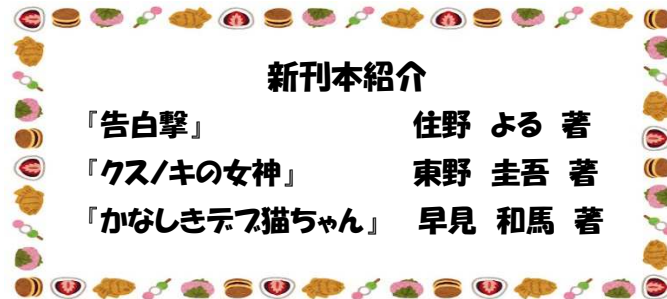 新刊本紹介
『告白撃』 住野 よる 著
『クスノキの女神』 東野 圭吾 著
『かなしきデブ猫ちゃん』 早見 和馬 著